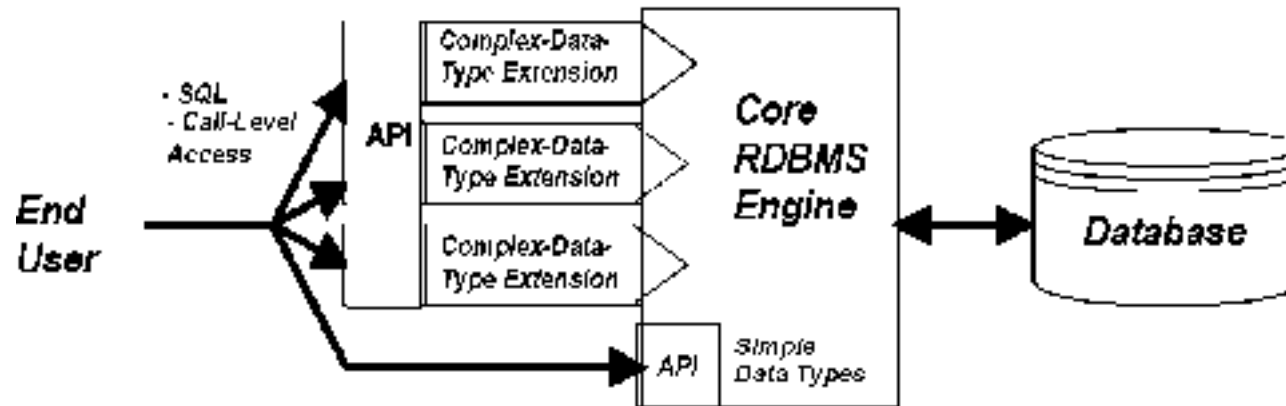 - SQL
- Call-Level
Access
End
User
API
Complex-Data-
Type Extension
Complex-Data-
Type Extension
Complex-Data-
Type Extension
Core
RDBMS
Engine
API
Simple
Data Types
Database